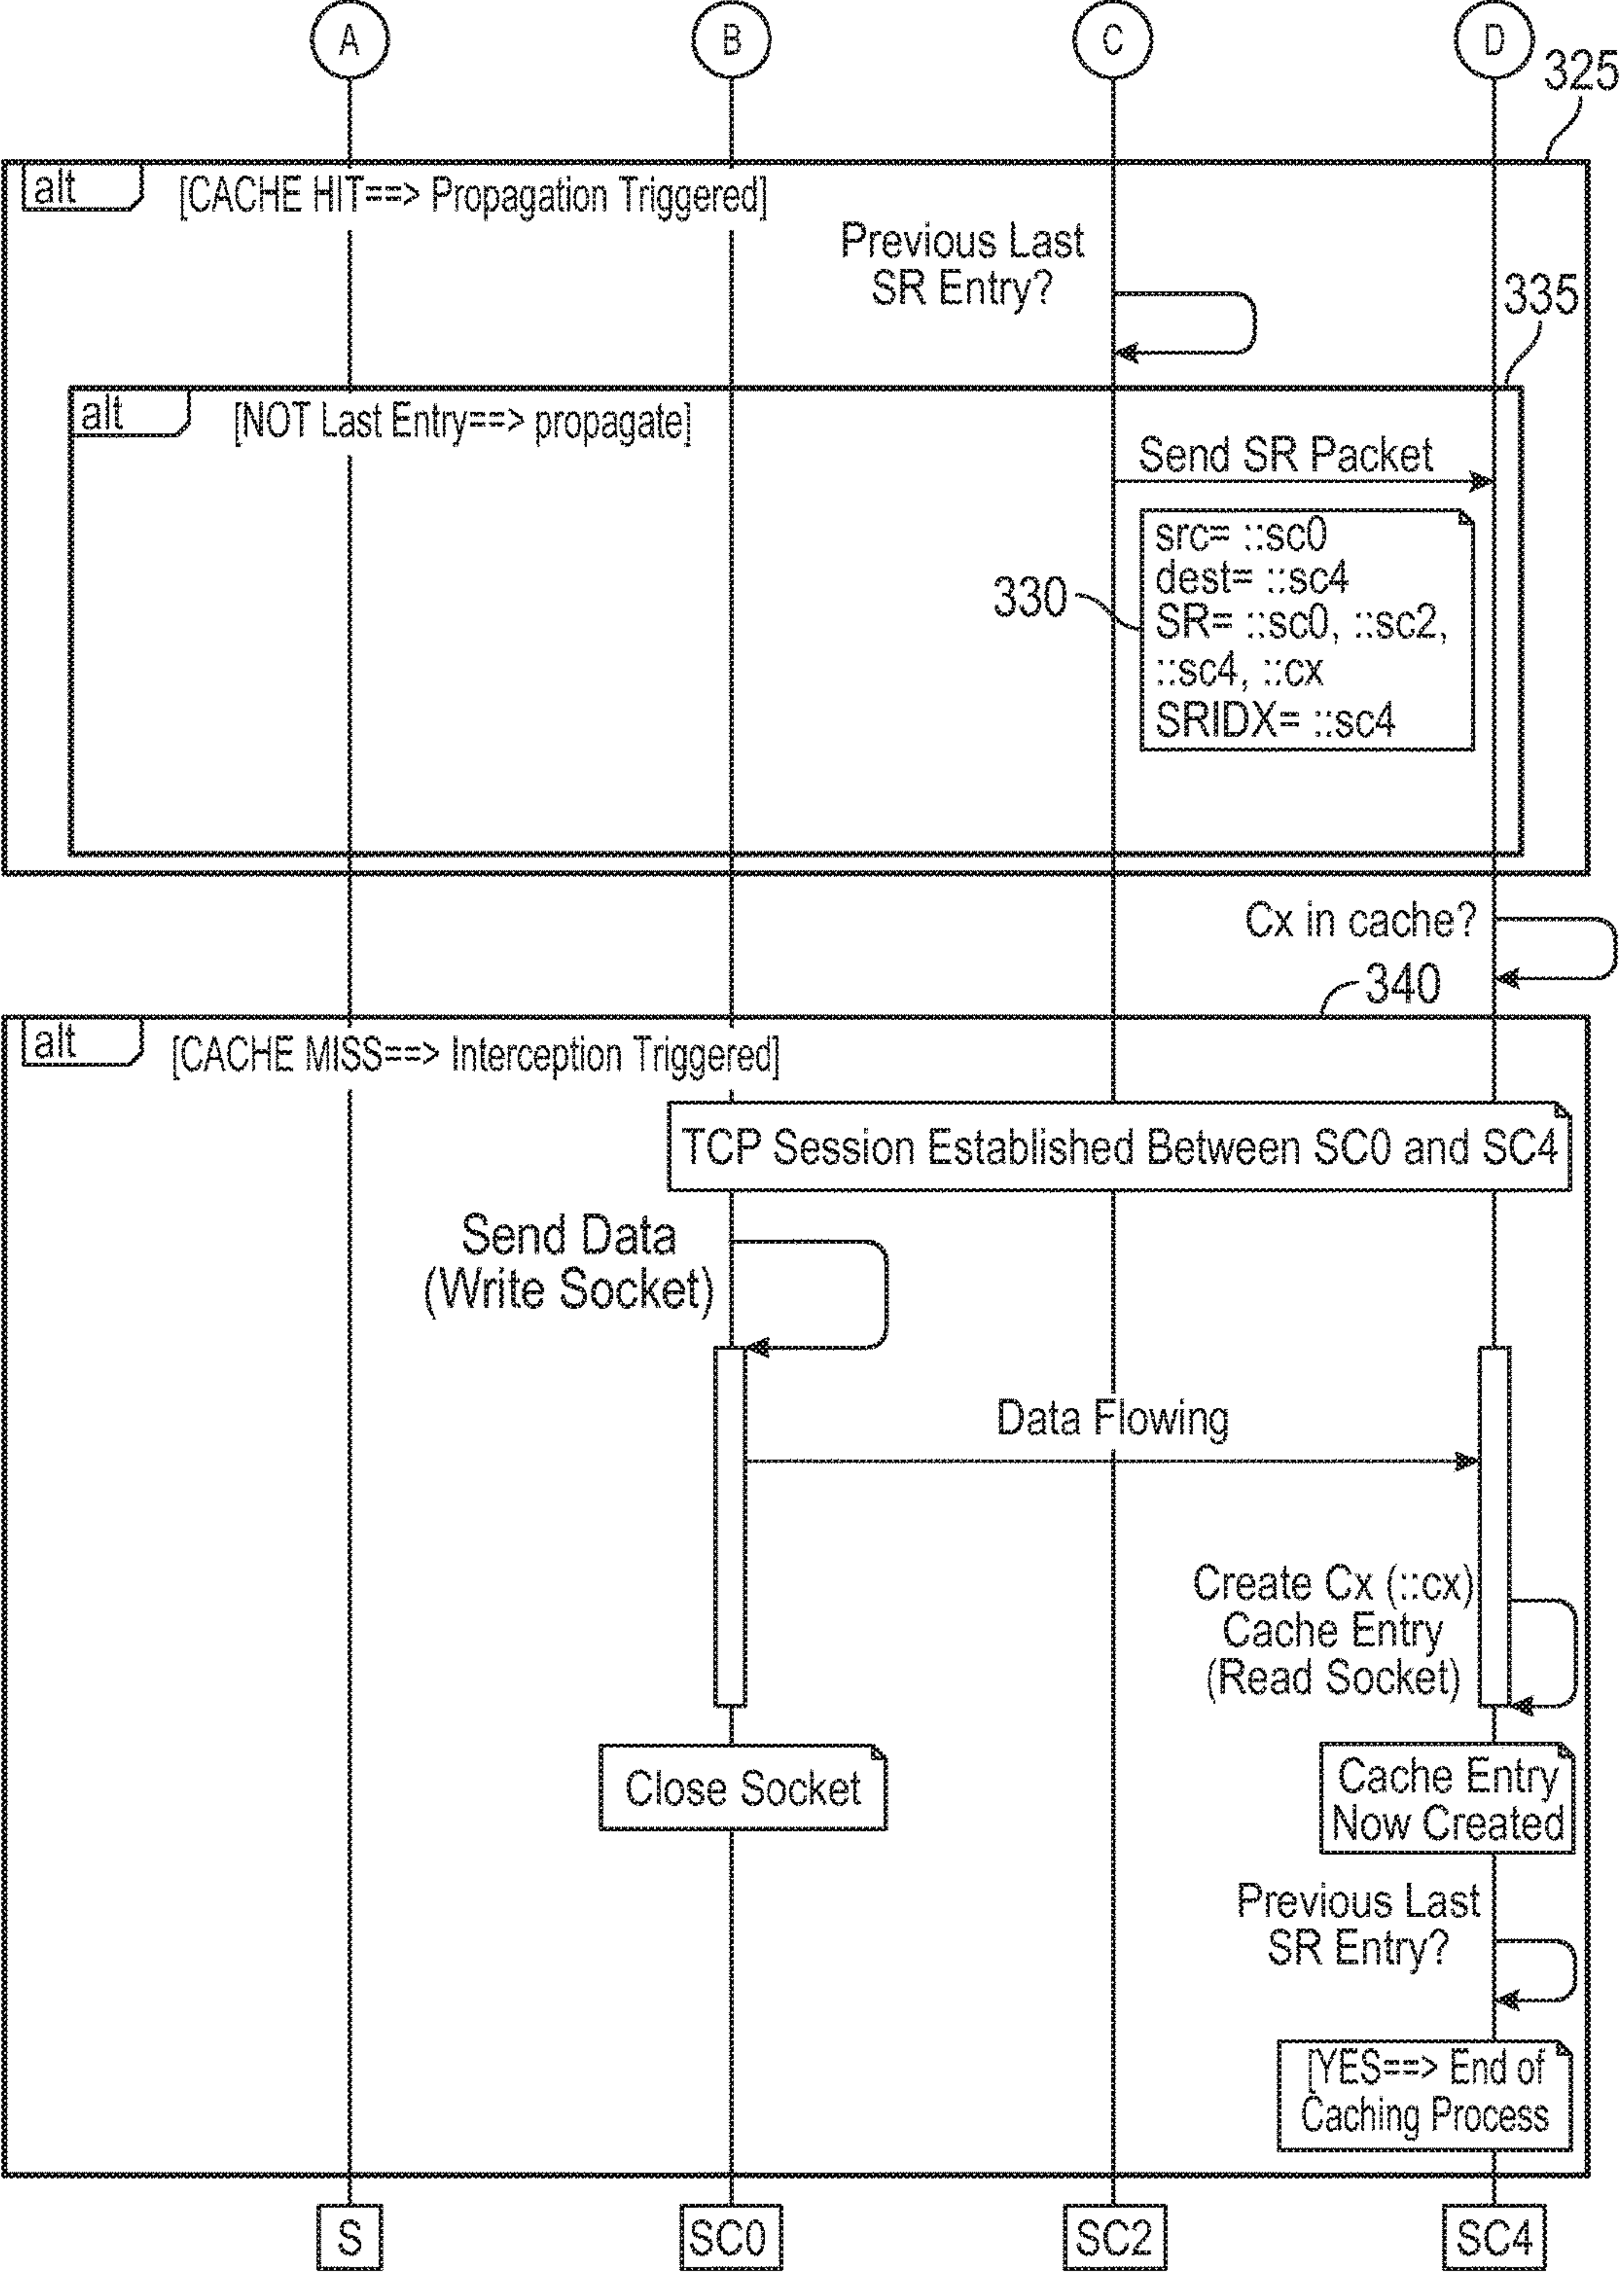 A
B
C
D
325
alt
[CACHE HIT==> Propagation Triggered]
Previous Last
SR Entry?
335
alt
[NOT Last Entry==> propagate]
Send SR Packet
src= ::sc0
dest= ::sc4
330
SR= ::sc0, ::sc2,
::sc4, ::cx
SRIDX= ::sc4
Cx in cache?
340
alt
[CACHE MISS==> Interception Triggered]
TCP Session Established Between SC0 and SC4
Send Data
(Write Socket)
Data Flowing
Create Cx (::cx)
Cache Entry
(Read Socket)
Close Socket
Cache Entry
Now Created
Previous Last
SR Entry?
[YES==> End of
Caching Process
S
SC0
SC2
SC4